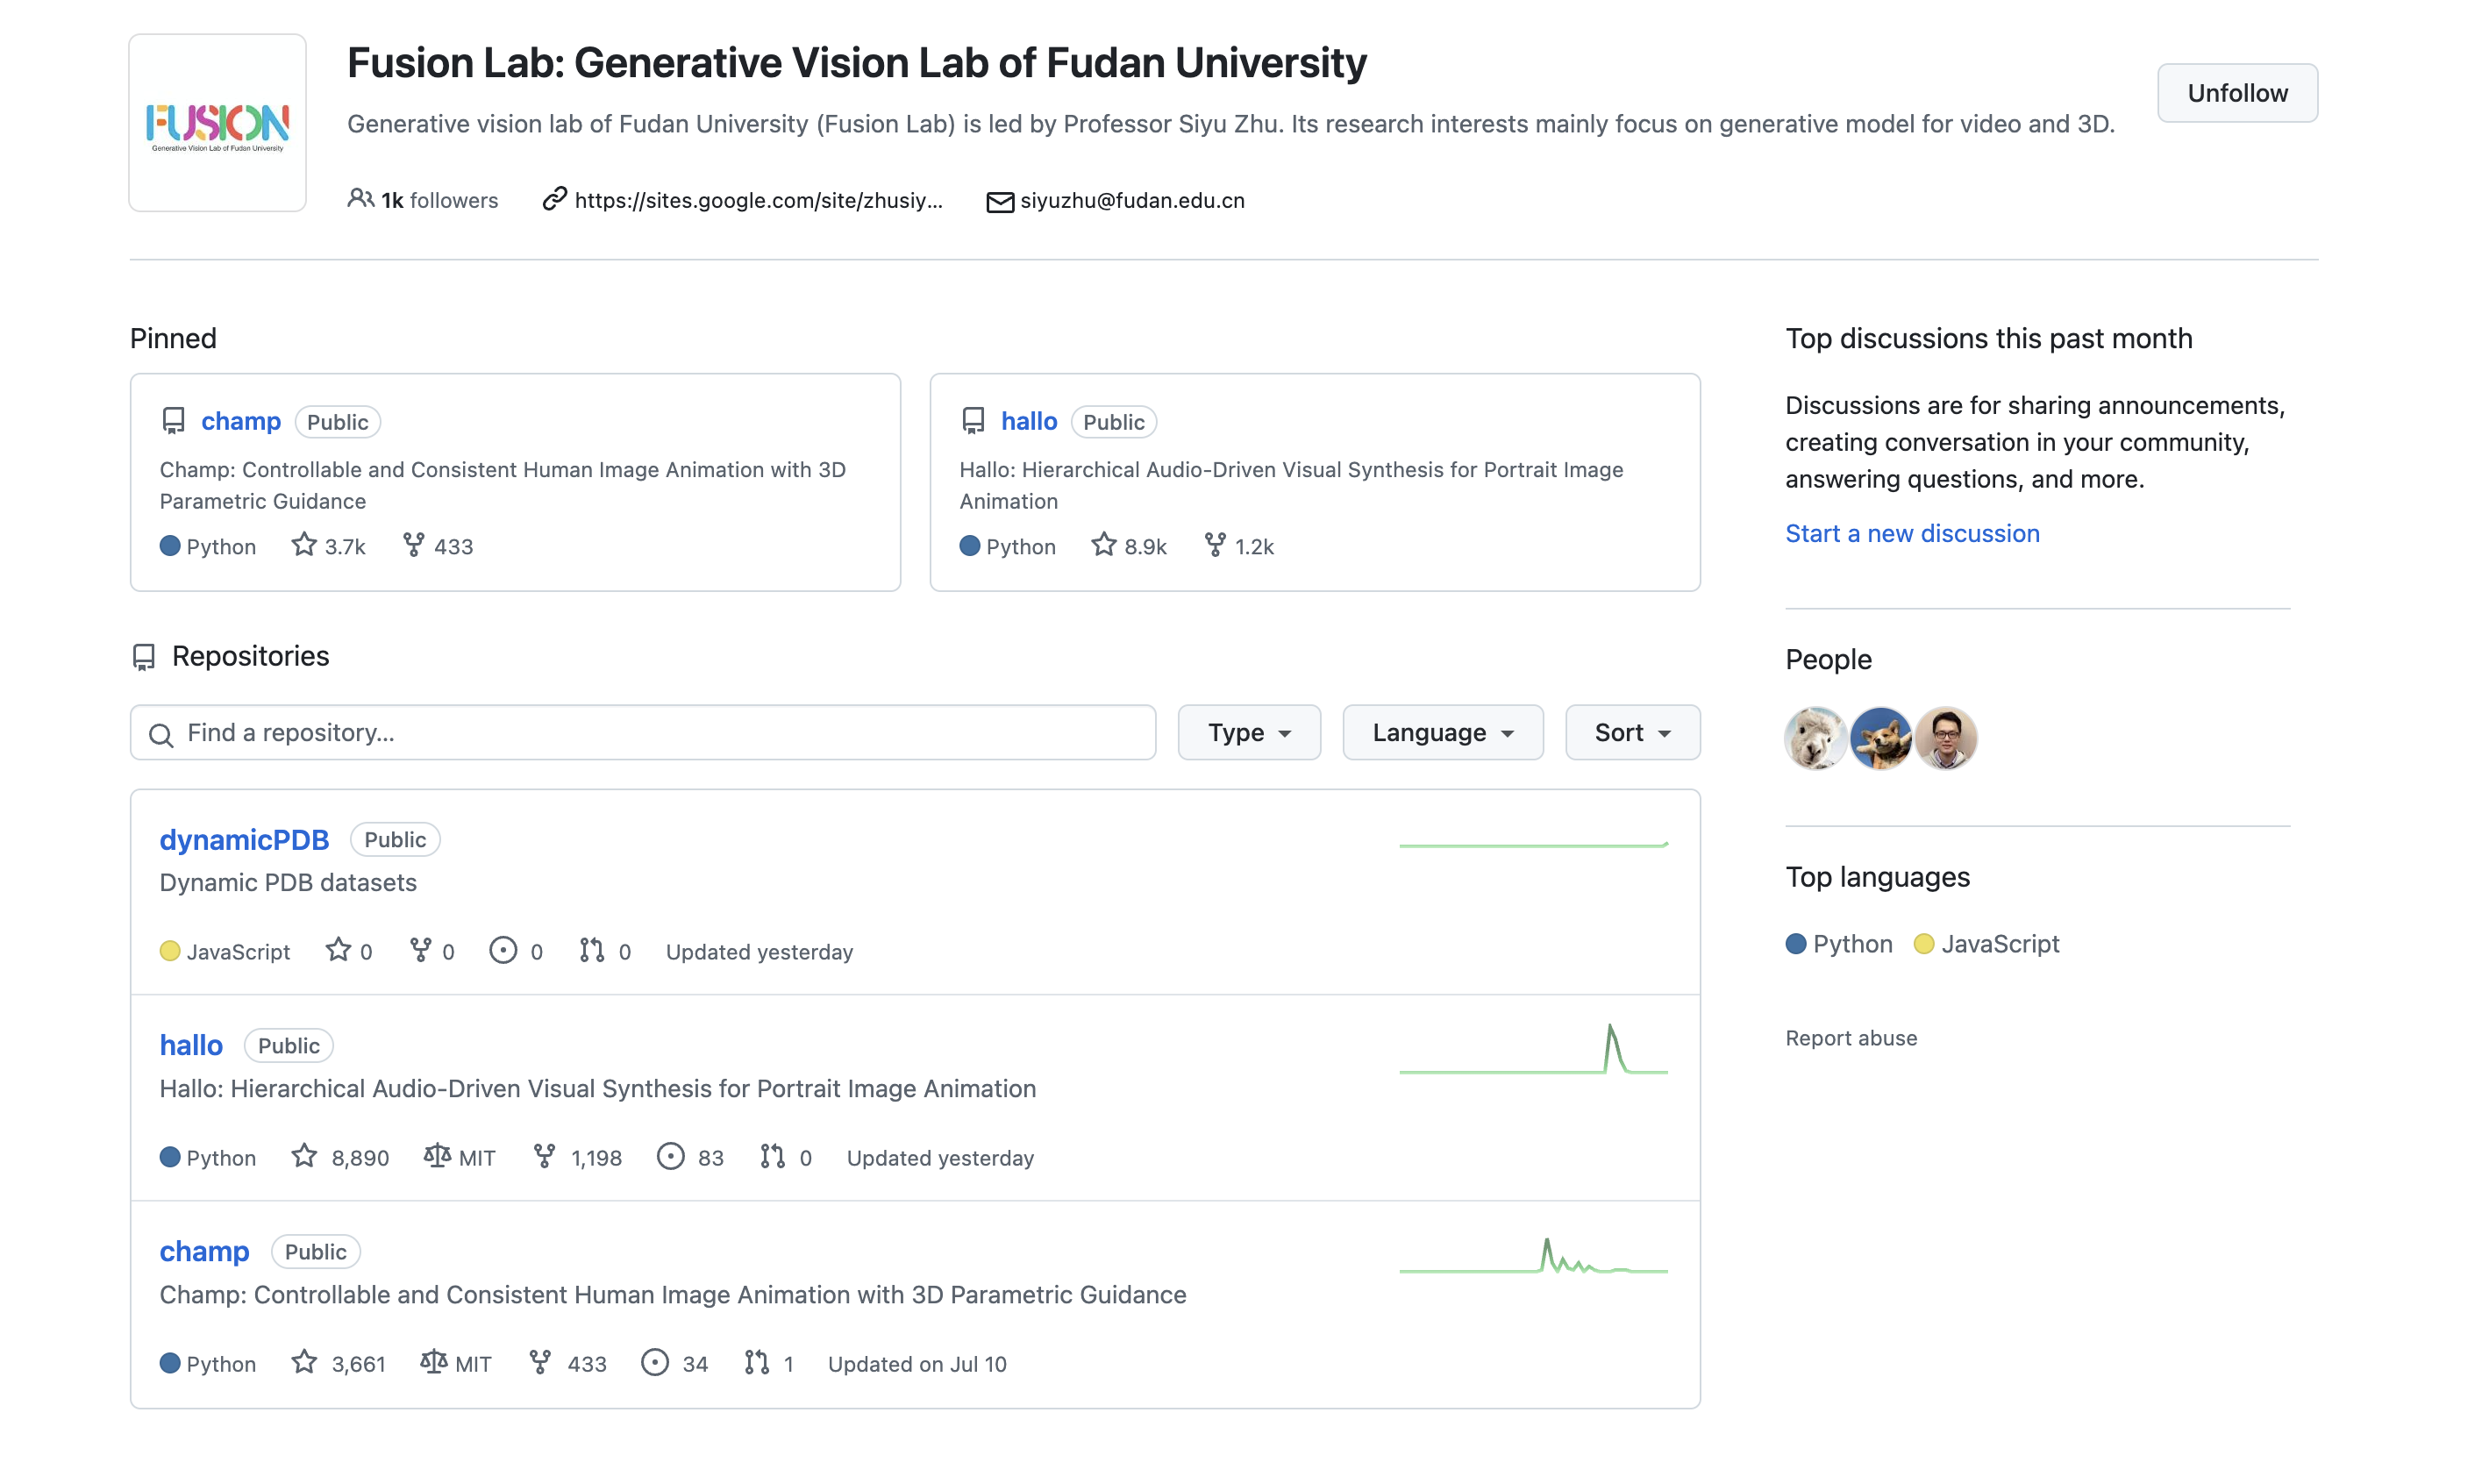 FUSION
Generative Vision Lab of Fudan University
Fusion Lab: Generative Vision Lab of Fudan University
Generative vision lab of Fudan University (Fusion Lab) is led by Professor Siyu Zhu. Its research interests mainly focus on generative model for video and 3D.
1k followers
https://sites.google.com/site/zhusiy...
siyuzhu@fudan.edu.cn
Unfollow
Pinned
champ Public
Champ: Controllable and Consistent Human Image Animation with 3D
Parametric Guidance
Python 3.7k 433
hallo Public
Hallo: Hierarchical Audio-Driven Visual Synthesis for Portrait Image
Animation
Python 8.9k 1.2k
Repositories
Find a repository...
Type
Language
Sort
dynamicPDB Public
Dynamic PDB datasets
JavaScript 0 0 0 0 Updated yesterday
hallo Public
Hallo: Hierarchical Audio-Driven Visual Synthesis for Portrait Image Animation
Python 8,890 MIT 1,198 83 0 Updated yesterday
champ Public
Champ: Controllable and Consistent Human Image Animation with 3D Parametric Guidance
Python 3,661 MIT 433 34 1 Updated on Jul 10
Top discussions this past month
Discussions are for sharing announcements,
creating conversation in your community,
answering questions, and more.
Start a new discussion
People
Top languages
Python JavaScript
Report abuse